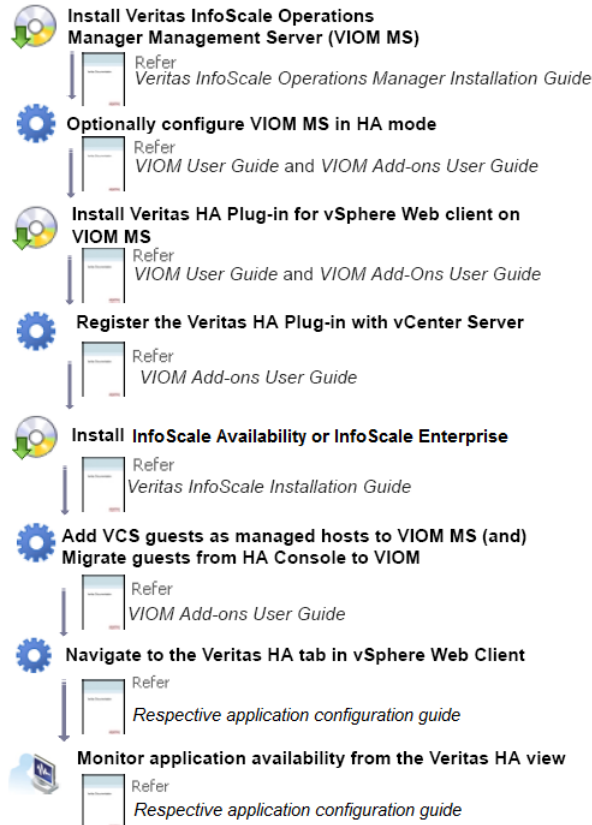 Install Veritas InfoScale Operations
Manager Management Server (VIOM MS)
Refer
Veritas InfoScale Operations Manager Installation Guide
Optionally configure VIOM MS in HA mode
Refer
VIOM User Guide and VIOM Add-ons User Guide
Install Veritas HA Plug-in for vSphere Web client on
VIOM MS
Refer
VIOM User Guide and VIOM Add-Ons User Guide
Register the Veritas HA Plug-in with vCenter Server
Refer
VIOM Add-ons User Guide
Install InfoScale Availability or InfoScale Enterprise
Refer
Veritas InfoScale Installation Guide
Add VCS guests as managed hosts to VIOM MS (and)
Migrate guests from HA Console to VIOM
Refer
VIOM Add-ons User Guide
Navigate to the Veritas HA tab in vSphere Web Client
Refer
Respective application configuration guide
Monitor application availability from the Veritas HA view
Refer
Respective application configuration guide